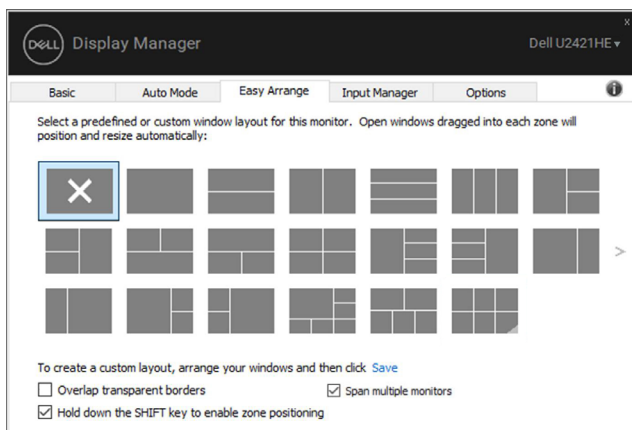 x
DELL Display Manager Dell U2421HE
Basic Auto Mode Easy Arrange Input Manager Options
Select a predefined or custom window layout for this monitor. Open windows dragged into each zone will
position and resize automatically:
To create a custom layout, arrange your windows and then click Save
Overlap transparent borders Span multiple monitors
Hold down the SHIFT key to enable zone positioning